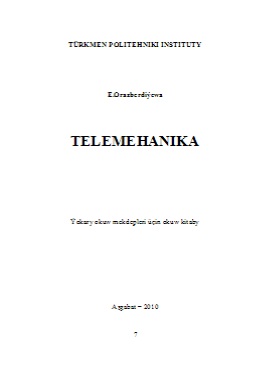 TÜRKMEN POLITEHNIKI INSTITUTY
E.Orazberdiýewa
TELEMEHANIKA
Ýokary okuw mekdepleri üçin okuw kitaby
Aşgabat – 2010
7